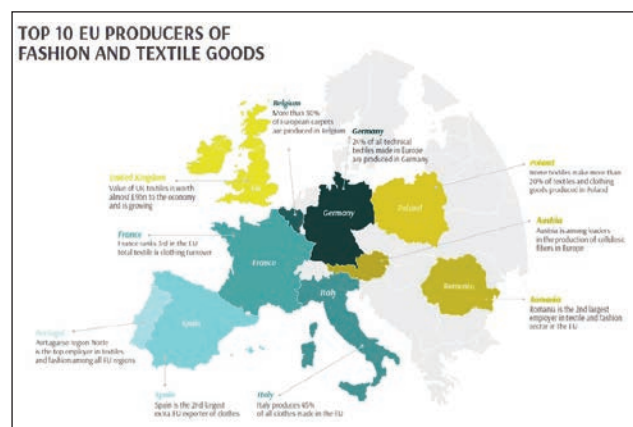 TOP 10 EU PRODUCERS OF
FASHION AND TEXTILE GOODS
Belgium
More than 30%
of European carpets
are produced in Belgium
Germany
24% of all technical
textiles made in Europe
are produced in Germany
United Kingdom
Value of UK textiles is worth
almost £9bn to the economy
and is growing
UK
Germany
Poland
Poland
Home textiles make more than
20% of textiles and clothing
goods produced in Poland
Austria
Austria is among leaders
in the production of cellulosic
fibers in Europe
France
France ranks 3rd in the EU
total textile & clothing turnover
France
Italy
Romania
Romania
Romania is the 2nd largest
employer in textile and fashion
sector in the EU
Portugal
Portuguese region Norte
is the top employer in textiles
and fashion among all EU regions
Spain
Spain
Spain is the 2nd largest
extra EU exporter of clothes
Italy
Italy produces 45%
of all clothes made in the EU